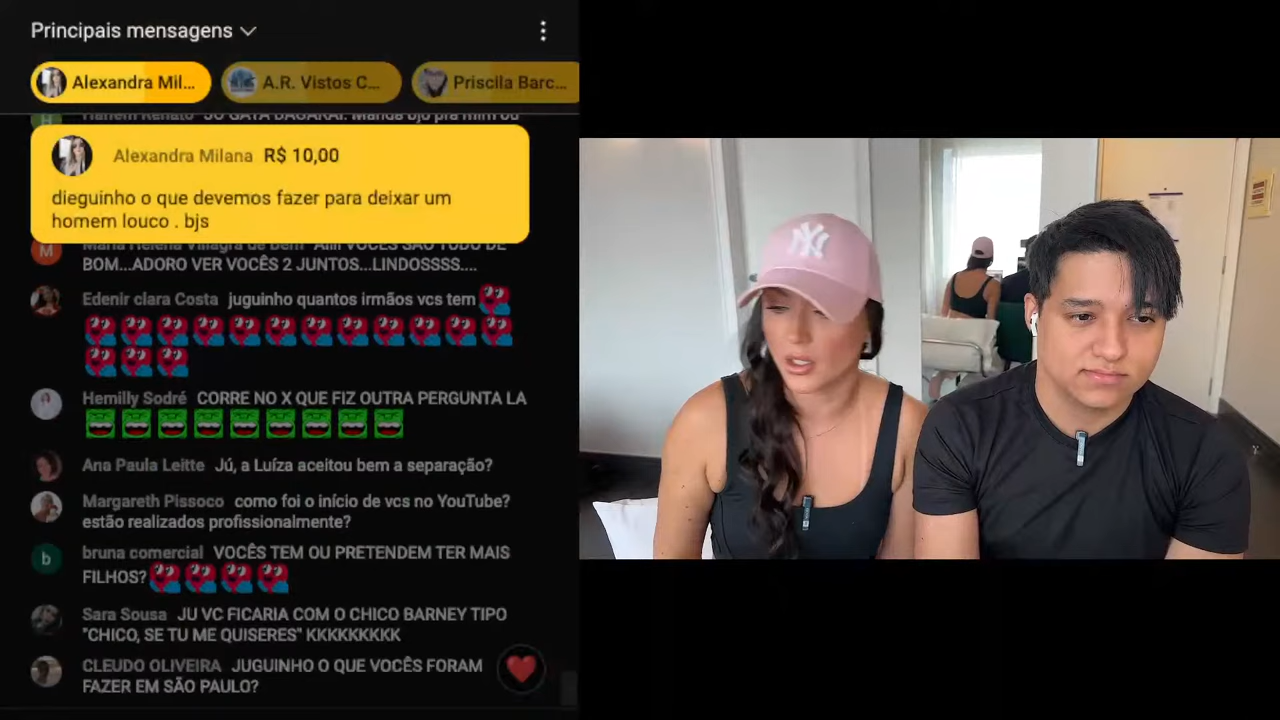 Principais mensagens
Alexandra Mil...
A.R. Vistos C...
Priscila Barc...
Alexandra Milana R$ 10,00
dieguinho o que devemos fazer para deixar um
homem louco . bjs
BOM...ADORO VER VOCÊS 2 JUNTOS...LINDOSSSS....
Edenir clara Costa juguinho quantos irmãos vcs tem
Hemilly Sodré CORRE NO X QUE FIZ OUTRA PERGUNTA LA
Ana Paula Leitte Jú, a Luíza aceitou bem a separação?
Margareth Pissoco como foi o início de vcs no YouTube?
estão realizados profissionalmente?
b
bruna comercial VOCÊS TEM OU PRETENDEM TER MAIS
FILHOS?
Sara Sousa JU VC FICARIA COM O CHICO BARNEY TIPO
"CHICO, SE TU ME QUISERES" KKKKKKKKK
CLEUDO OLIVEIRA JUGUINHO O QUE VOCÊS FORAM
FAZER EM SÃO PAULO?
NY